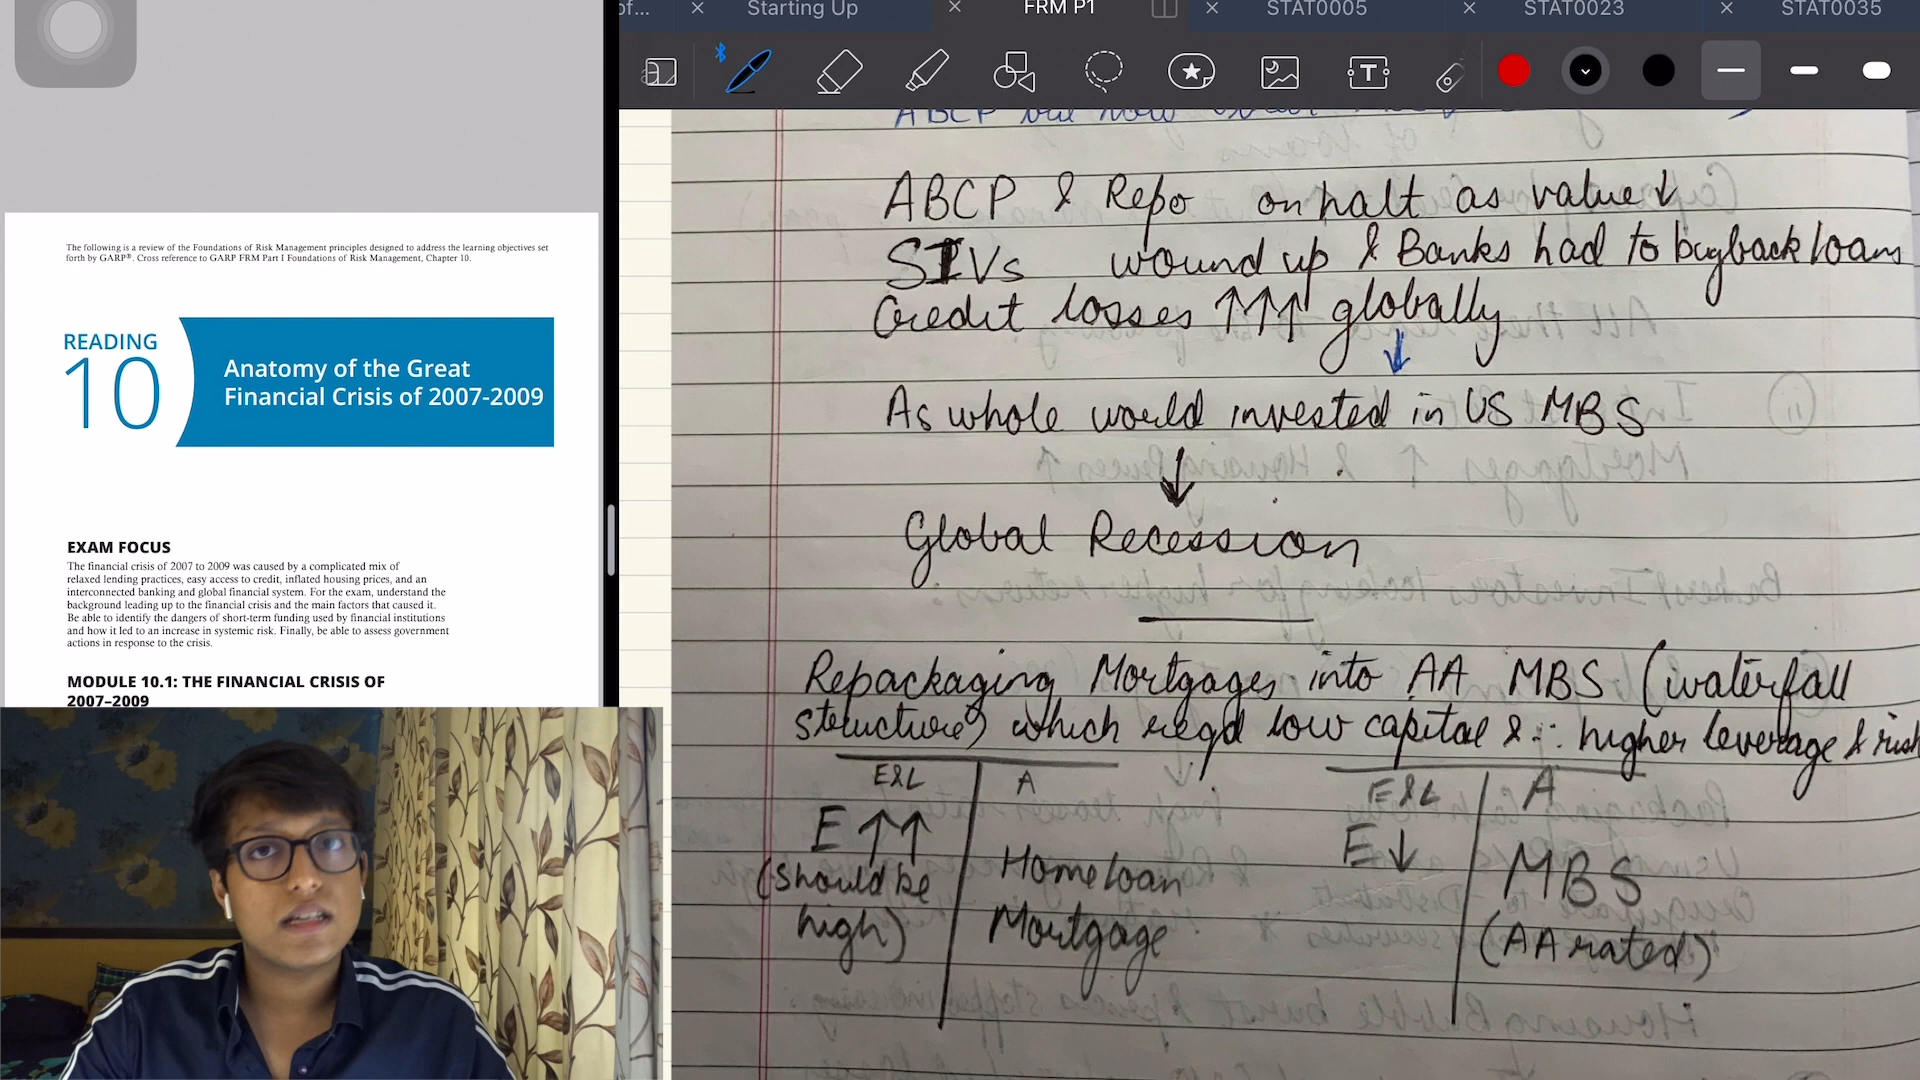 of...
Starting Up
FRM P1
STAT0005
STAT0023
STAT0035
The following is a review of the Foundations of Risk Management principles designed to address the learning objectives set
forth by GARP®. Cross reference to GARP FRM Part I Foundations of Risk Management, Chapter 10.
READING
10
Anatomy of the Great
Financial Crisis of 2007-2009
EXAM FOCUS
The financial crisis of 2007 to 2009 was caused by a complicated mix of
relaxed lending practices, easy access to credit, inflated housing prices, and an
interconnected banking and global financial system. For the exam, understand the
background leading up to the financial crisis and the main factors that caused it.
Be able to identify the dangers of short-term funding used by financial institutions
and how it led to an increase in systemic risk. Finally, be able to assess government
actions in response to the crisis.
MODULE 10.1: THE FINANCIAL CRISIS OF
2007–2009
ABCP
ABCP & Repo on halt as value ↓
SIVs wound up & Banks had to buyback loans
Credit losses ↑↑↑ globally
↓
As whole world invested in US MBS
↓
Global Recession
Repackaging Mortgages into AA MBS (waterfall
structure) which reqd low capital & ∴ higher leverage & risk
E&L A
E ↑↑
(should be
high)
Home loan
Mortgage
E&L A
E ↓
MBS
(AA rated)